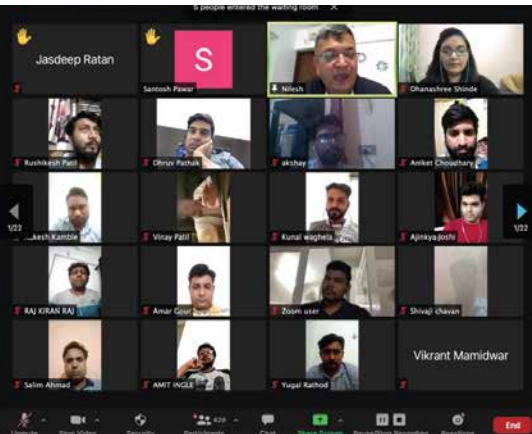 5 people entered the waiting room
Jasdeep Ratan
S
Santosh Pawar
Nilesh
Dhanashree Shinde
Rushikesh Patil
Dhruv Pathak
akshay
Aniket Choudhary
1/22
kesh Kamble
Vinay Patil
Kunal waghela
Ajinkya Joshi
1/22
RAJ KIRAN RAJ
Amar Gour
Zoom user
Shivaji chavan
Salim Ahmad
AMIT INGLE
Yugal Rathod
Vikrant Mamidwar
Unmute
Stop Video
Security
Participants
Chat
Share Screen
Pause/Stop Recording
Reactions
End